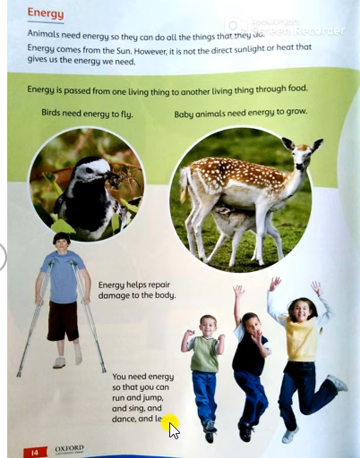 Energy
Animals need energy so they can do all the things that they do.
Energy comes from the Sun. However, it is not the direct sunlight or heat that
gives us the energy we need.
Energy is passed from one living thing to another living thing through food.
Birds need energy to fly.
Baby animals need energy to grow.
Energy helps repair
damage to the body.
You need energy
so that you can
run and jump,
and sing, and
dance, and le
14
OXFORD